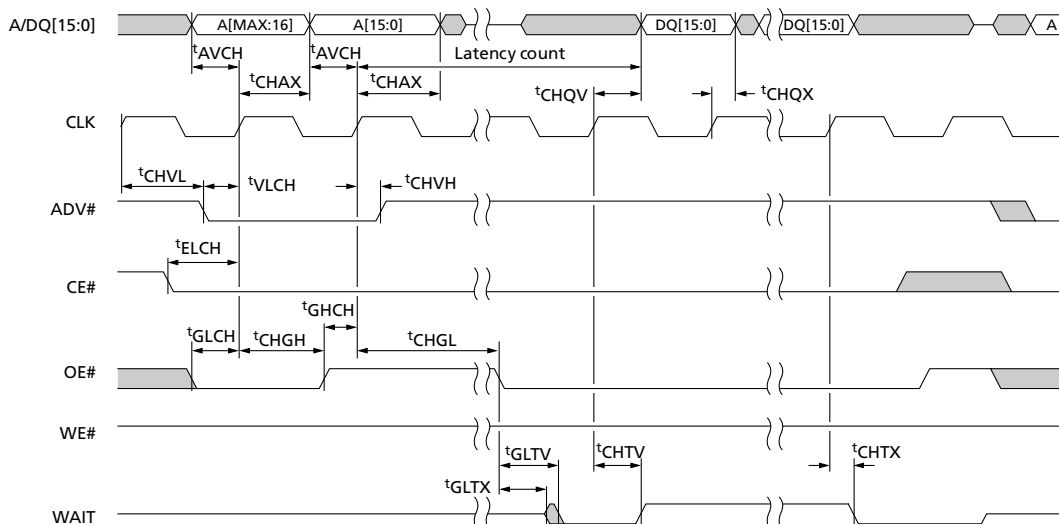 A/DQ[15:0] A[MAX:16] A[15:0] DQ[15:0] DQ[15:0] A
tAVCH tAVCH Latency count
tCHAX tCHAX tCHQV tCHQX
CLK
tCHVL tVLCH tCHVH
ADV#
tELCH
CE#
tGHCH
tGLCH tCHGH tCHGL
OE#
WE#
tGLTV tCHTV tCHTX
tGLTX
WAIT